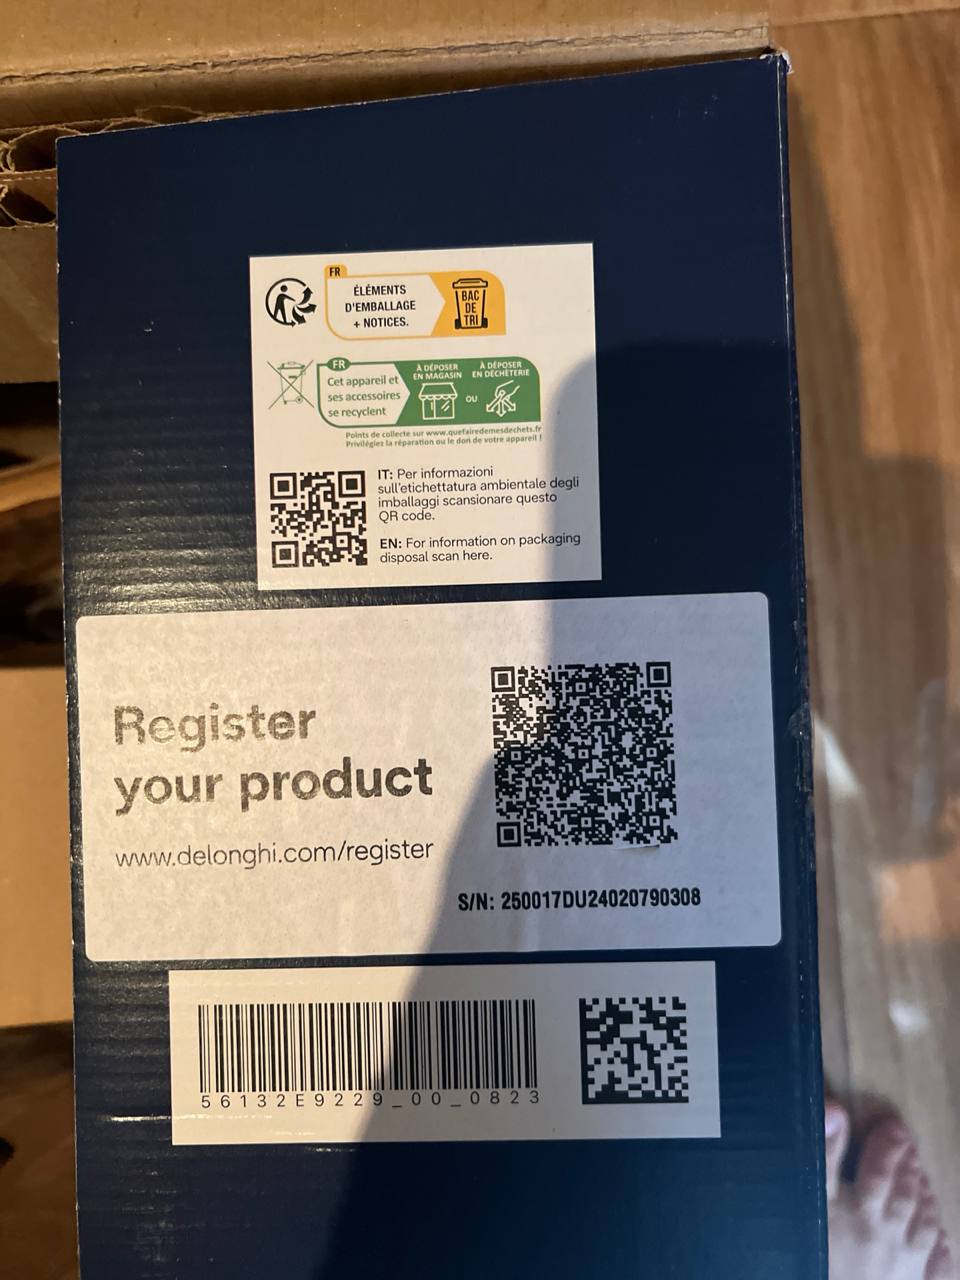 FR
ÉLÉMENTS
D'EMBALLAGE
+ NOTICES.
BAC
DE
TRI
FR
Cet appareil et
ses accessoires
se recyclent
À DÉPOSER
EN MAGASIN
OU
À DÉPOSER
EN DÉCHÈTERIE
Points de collecte sur www.quefairedemesdechets.fr
Privilégiez la réparation ou le don de votre appareil !
IT: Per informazioni
sull'etichettatura ambientale degli
imballaggi scansionare questo
QR code.
EN: For information on packaging
disposal scan here.
Register
your product
www.delonghi.com/register
S/N: 250017DU24020790308
56132E9229_00_0823